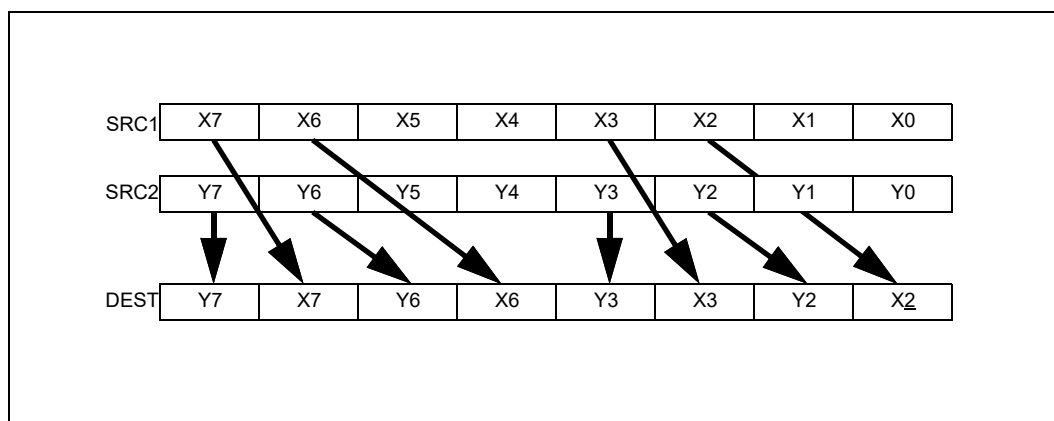 SRC1 X7 X6 X5 X4 X3 X2 X1 X0
SRC2 Y7 Y6 Y5 Y4 Y3 Y2 Y1 Y0
DEST Y7 X7 Y6 X6 Y3 X3 Y2 X2